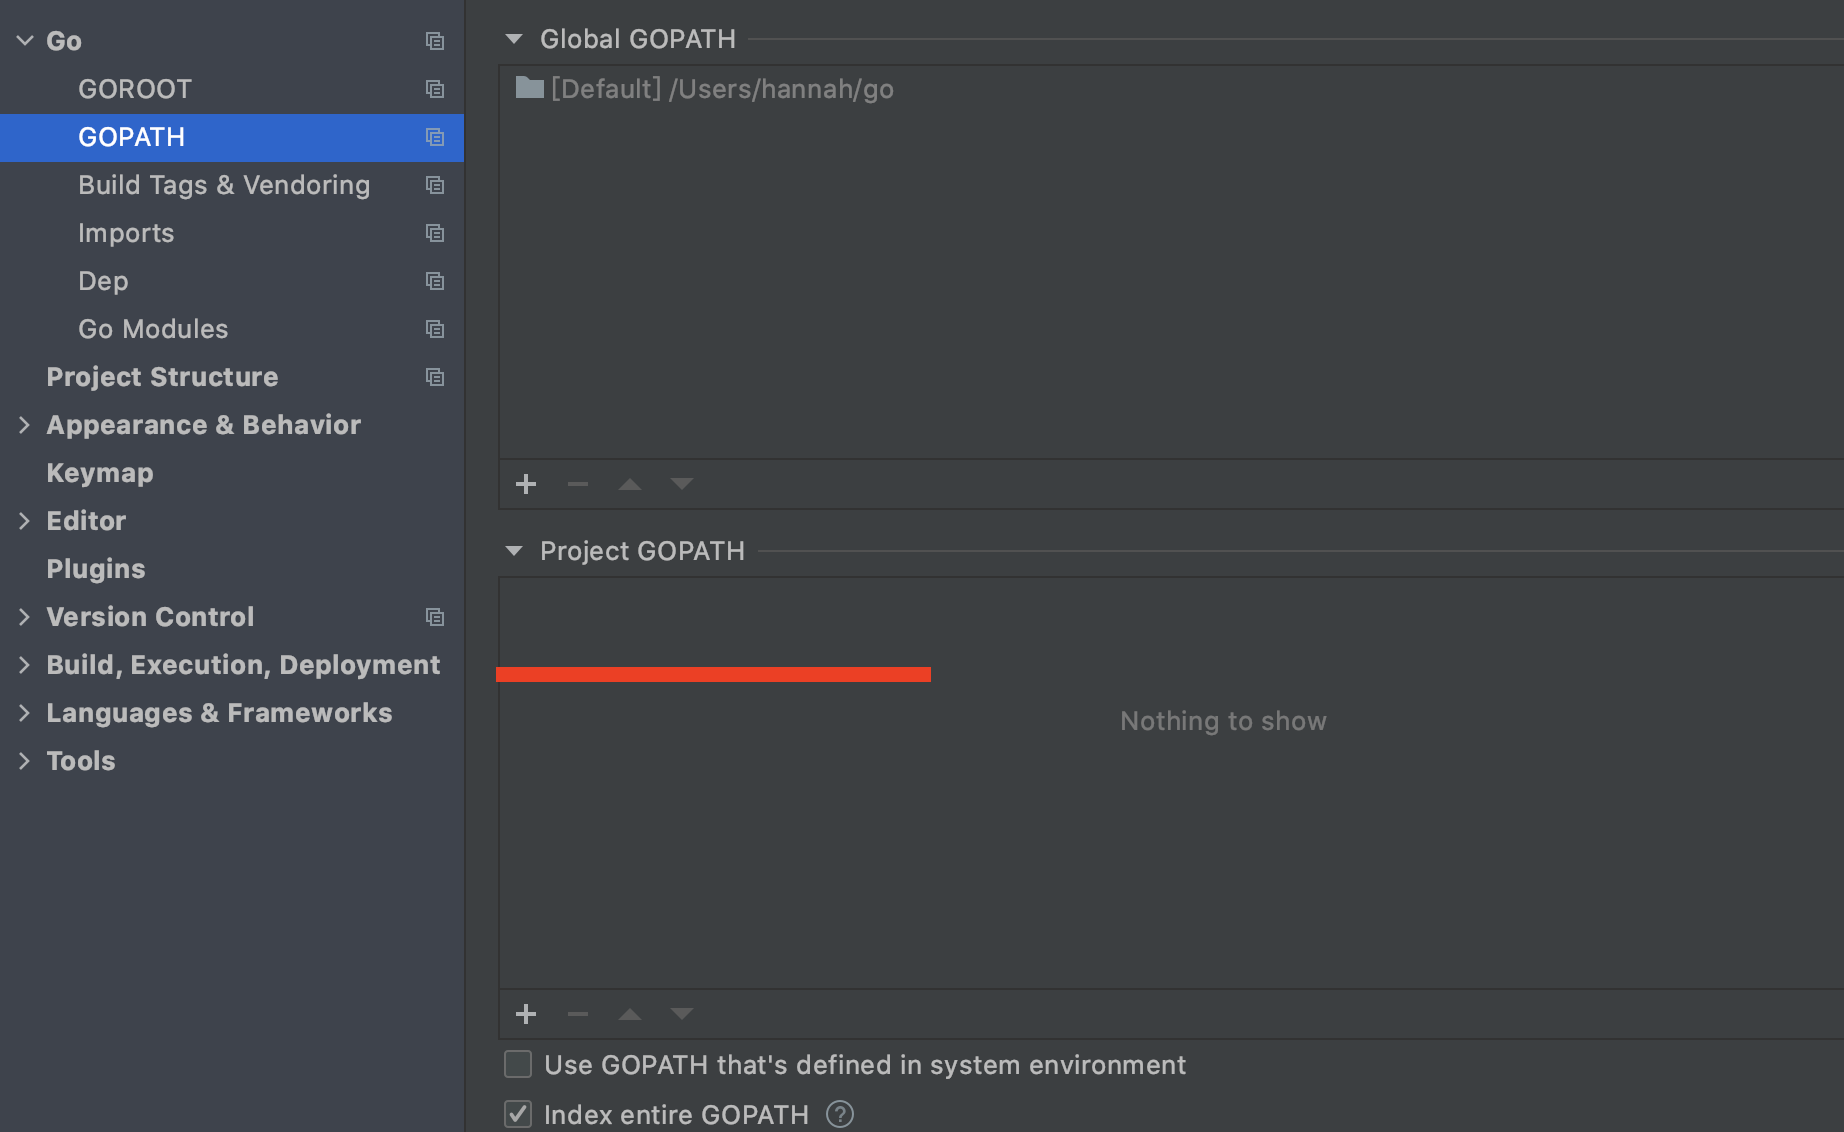 Go
GOROOT
GOPATH
Build Tags & Vendoring
Imports
Dep
Go Modules
Project Structure
Appearance & Behavior
Keymap
Editor
Plugins
Version Control
Build, Execution, Deployment
Languages & Frameworks
Tools
Global GOPATH
[Default] /Users/hannah/go
Project GOPATH
Nothing to show
Use GOPATH that's defined in system environment
Index entire GOPATH ?